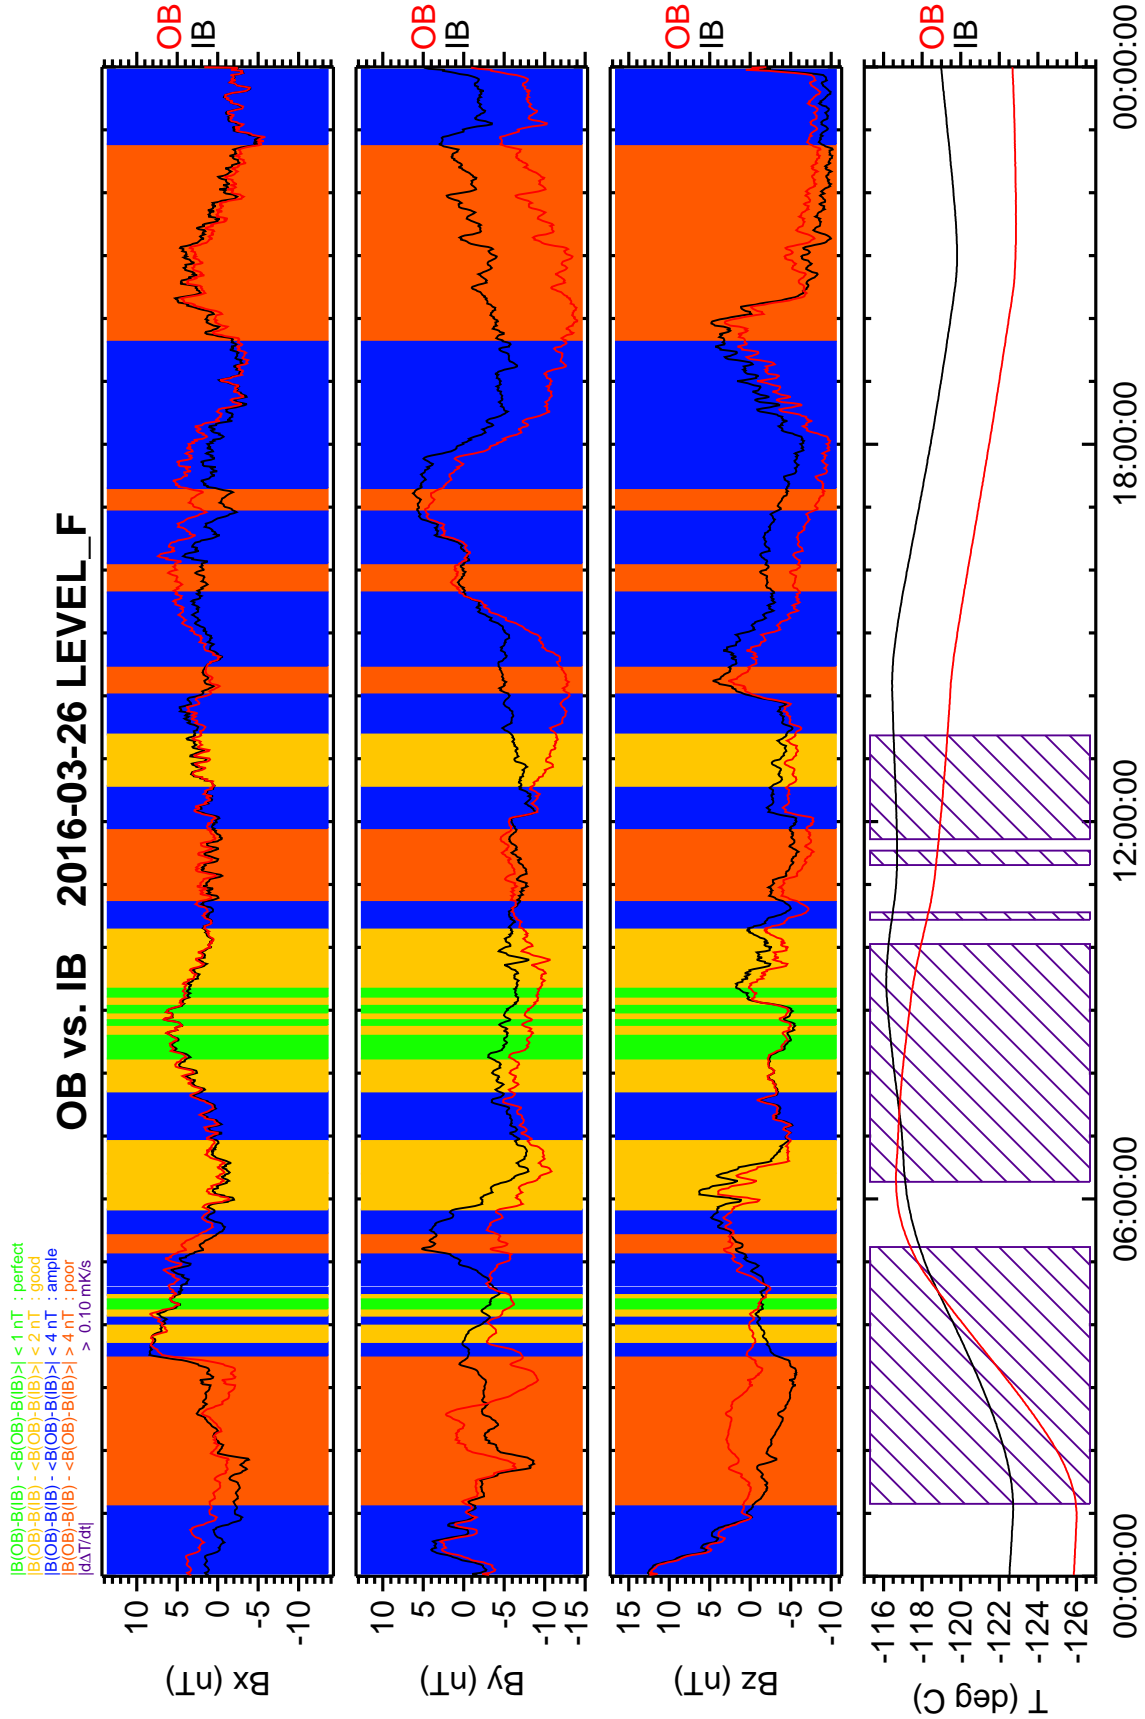 OB vs. IB 2016-03-26 LEVEL_F
|B(OB)-B(IB) - <B(OB)-B(IB)>| < 1 nT : perfect
|B(OB)-B(IB) - <B(OB)-B(IB)>| < 2 nT : good
|B(OB)-B(IB) - <B(OB)-B(IB)>| < 4 nT : ample
|B(OB)-B(IB) - <B(OB)-B(IB)>| > 4 nT : poor
|dΔT/dt| > 0.10 mK/s
Bx (nT)
10
5
0
-5
-10
OB
IB
By (nT)
10
5
0
-5
-10
-15
OB
IB
Bz (nT)
15
10
5
0
-5
-10
OB
IB
T (deg C)
-116
-118
-120
-122
-124
-126
OB
IB
00:00:00 06:00:00 12:00:00 18:00:00 00:00:00